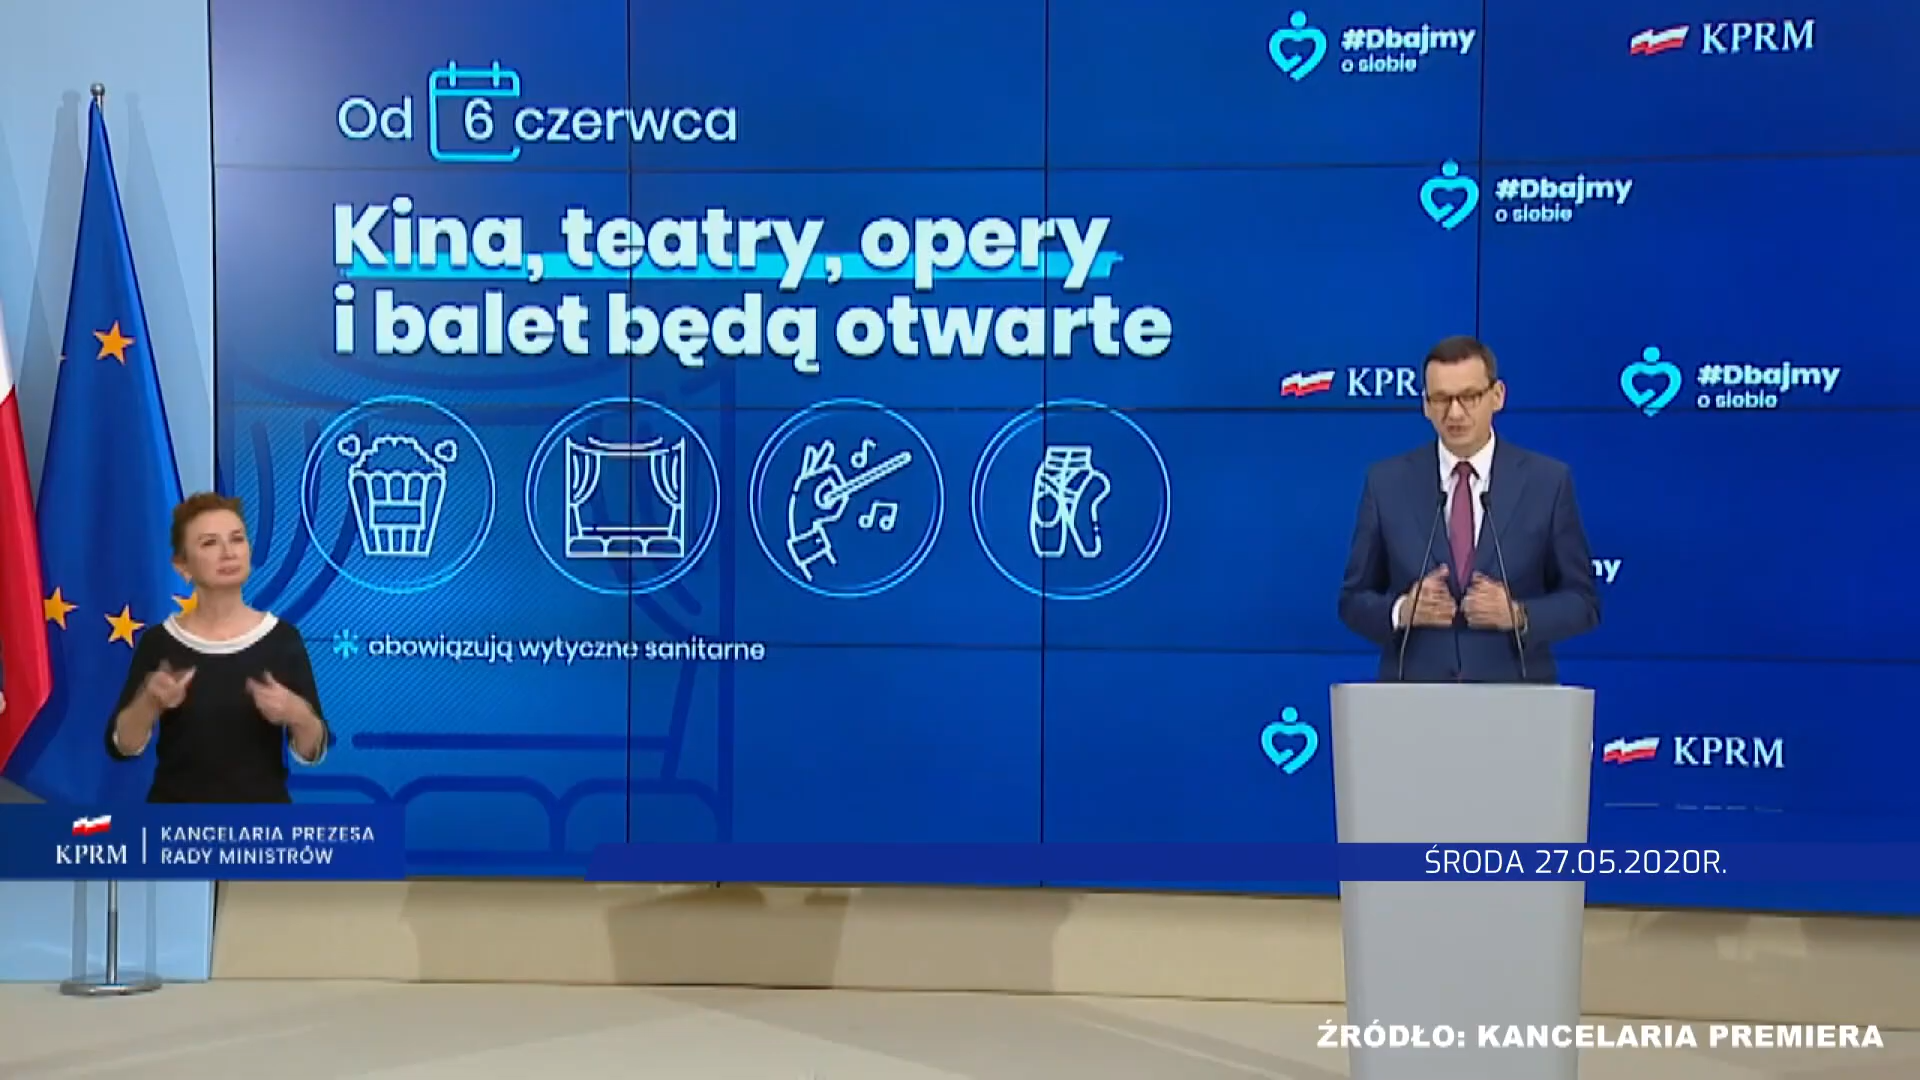 #Dbajmy
o siebie
KPRM
Od 6 czerwca
#Dbajmy
o siebie
Kina, teatry, opery
i balet będą otwarte
KPR
#Dbajmy
o siebie
my
* obowiązują wytyczne sanitarne
KPRM
KPRM
KANCELARIA PREZESA
RADY MINISTRÓW
ŚRODA 27.05.2020R.
ŹRÓDŁO: KANCELARIA PREMIERA